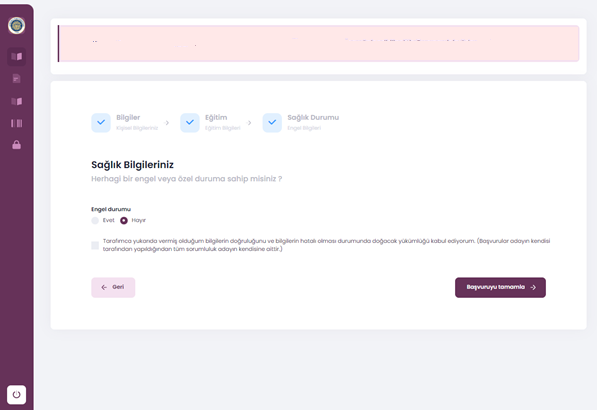 Bilgiler
Kişisel Bilgileriniz
Eğitim
Eğitim Bilgileri
Sağlık Durumu
Engel Bilgileri
Sağlık Bilgileriniz
Herhagi bir engel veya özel duruma sahip misiniz ?
Engel durumu
Evet Hayır
Tarafımca yukarıda vermiş olduğum bilgilerin doğruluğunu ve bilgilerin hatalı olması durumunda doğacak yükümlüğü kabul ediyorum. (Başvurular adayın kendisi
tarafından yapıldığından tüm sorumluluk adayın kendisine aittir.)
Geri
Başvuruyu tamamla